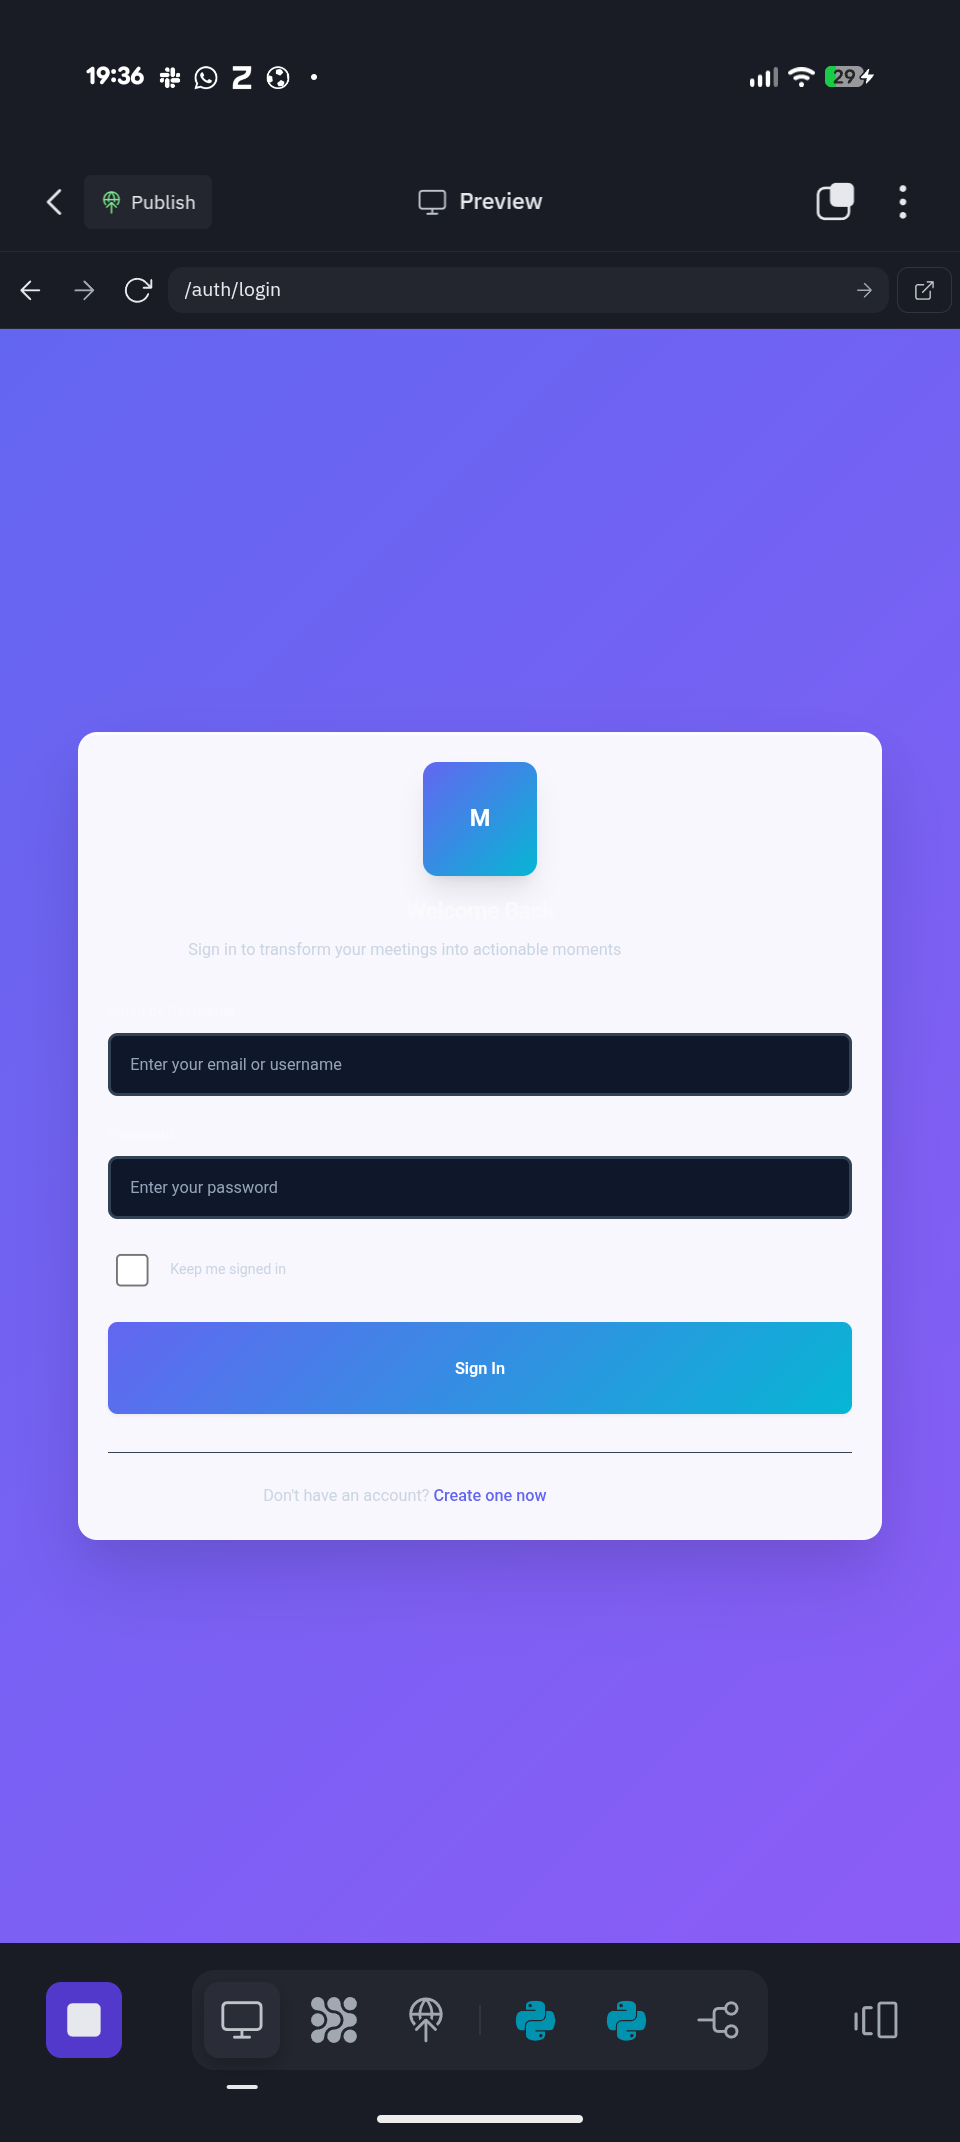 19:36
29
Publish
Preview
/auth/login
M
Welcome Back
Sign in to transform your meetings into actionable moments
Enter your email or username
Password
Enter your password
Keep me signed in
Sign In
Don't have an account? Create one now